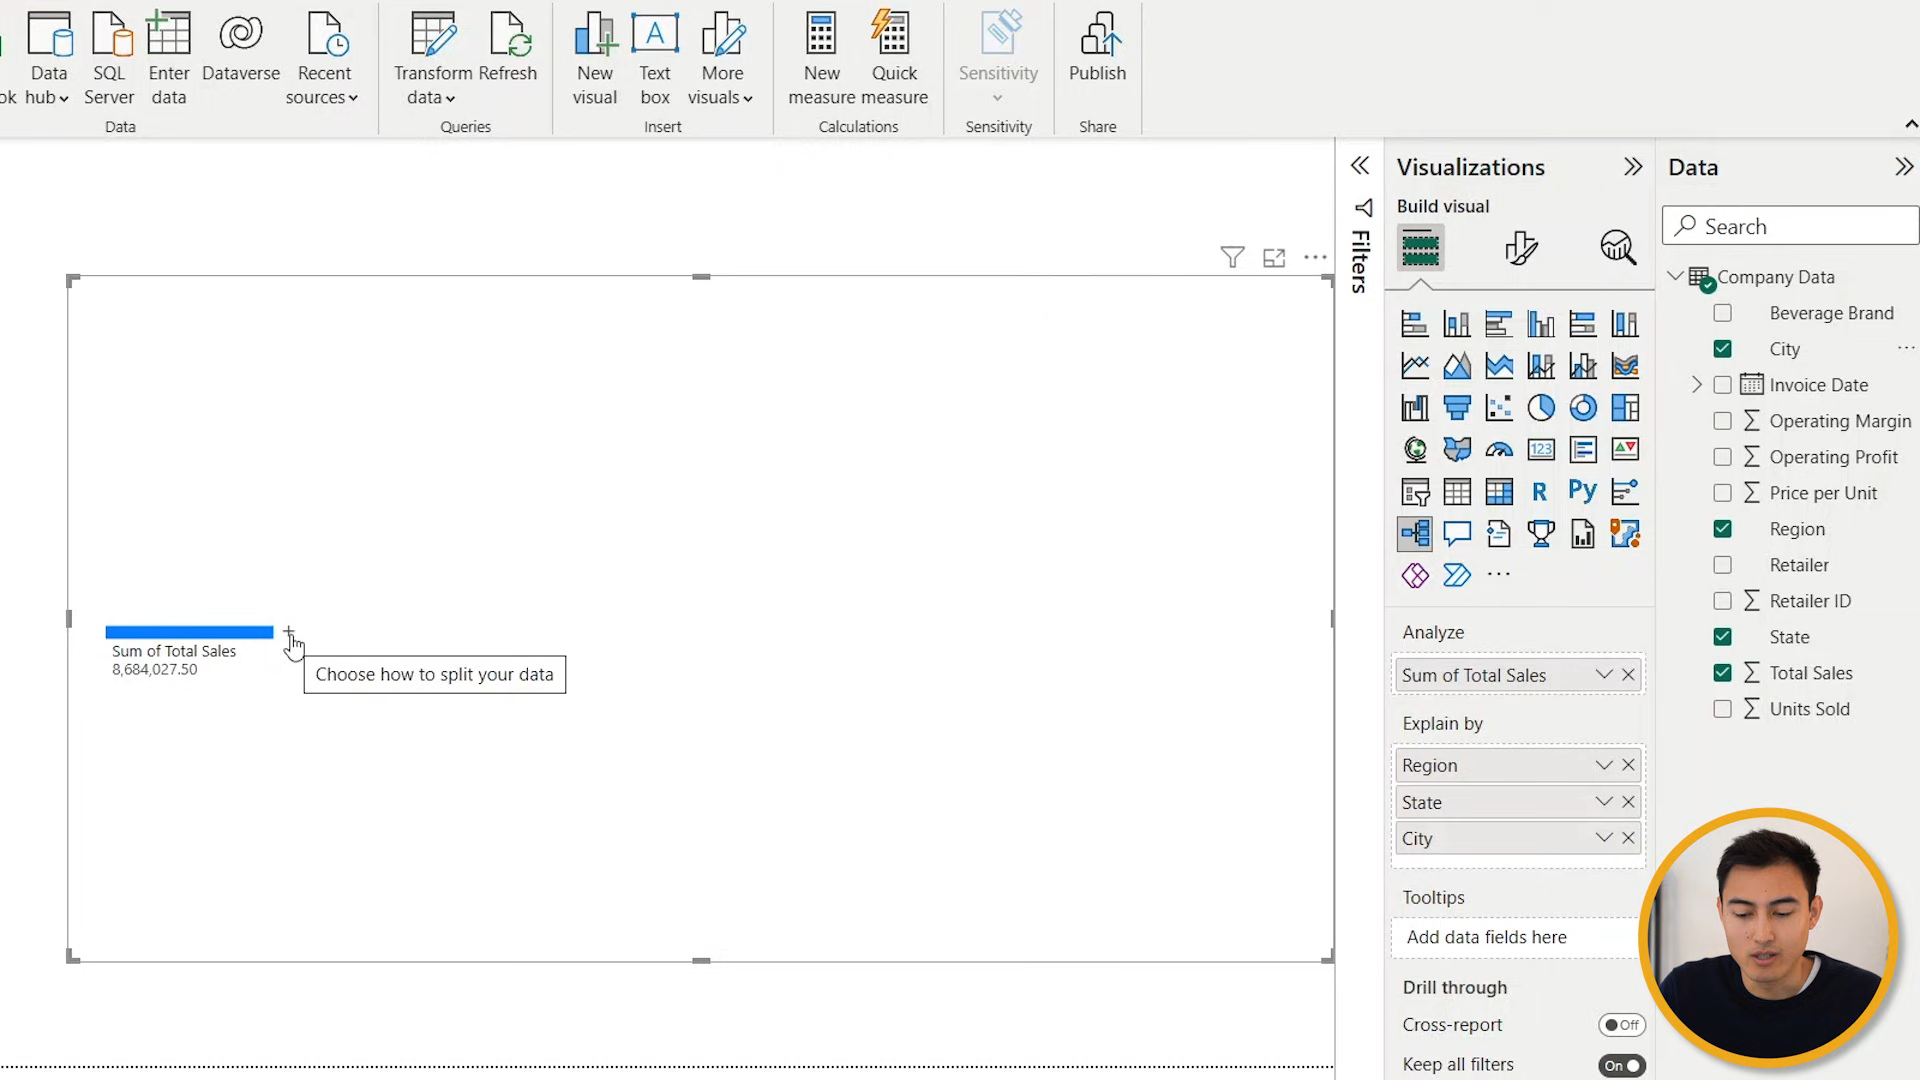 Data
hub
SQL
Server
Enter
data
Dataverse
Recent
sources
Data
ok
Transform
data
Refresh
Queries
New
visual
Text
box
More
visuals
Insert
New
measure
Quick
measure
Calculations
Sensitivity
Sensitivity
Publish
Share
Filters
Sum of Total Sales
8,684,027.50
Choose how to split your data
Visualizations
Build visual
123
R
Py
Analyze
Sum of Total Sales
Explain by
Region
State
City
Tooltips
Add data fields here
Drill through
Cross-report
Off
Keep all filters
On
Data
Search
Company Data
Beverage Brand
City
Invoice Date
Operating Margin
Operating Profit
Price per Unit
Region
Retailer
Retailer ID
State
Total Sales
Units Sold